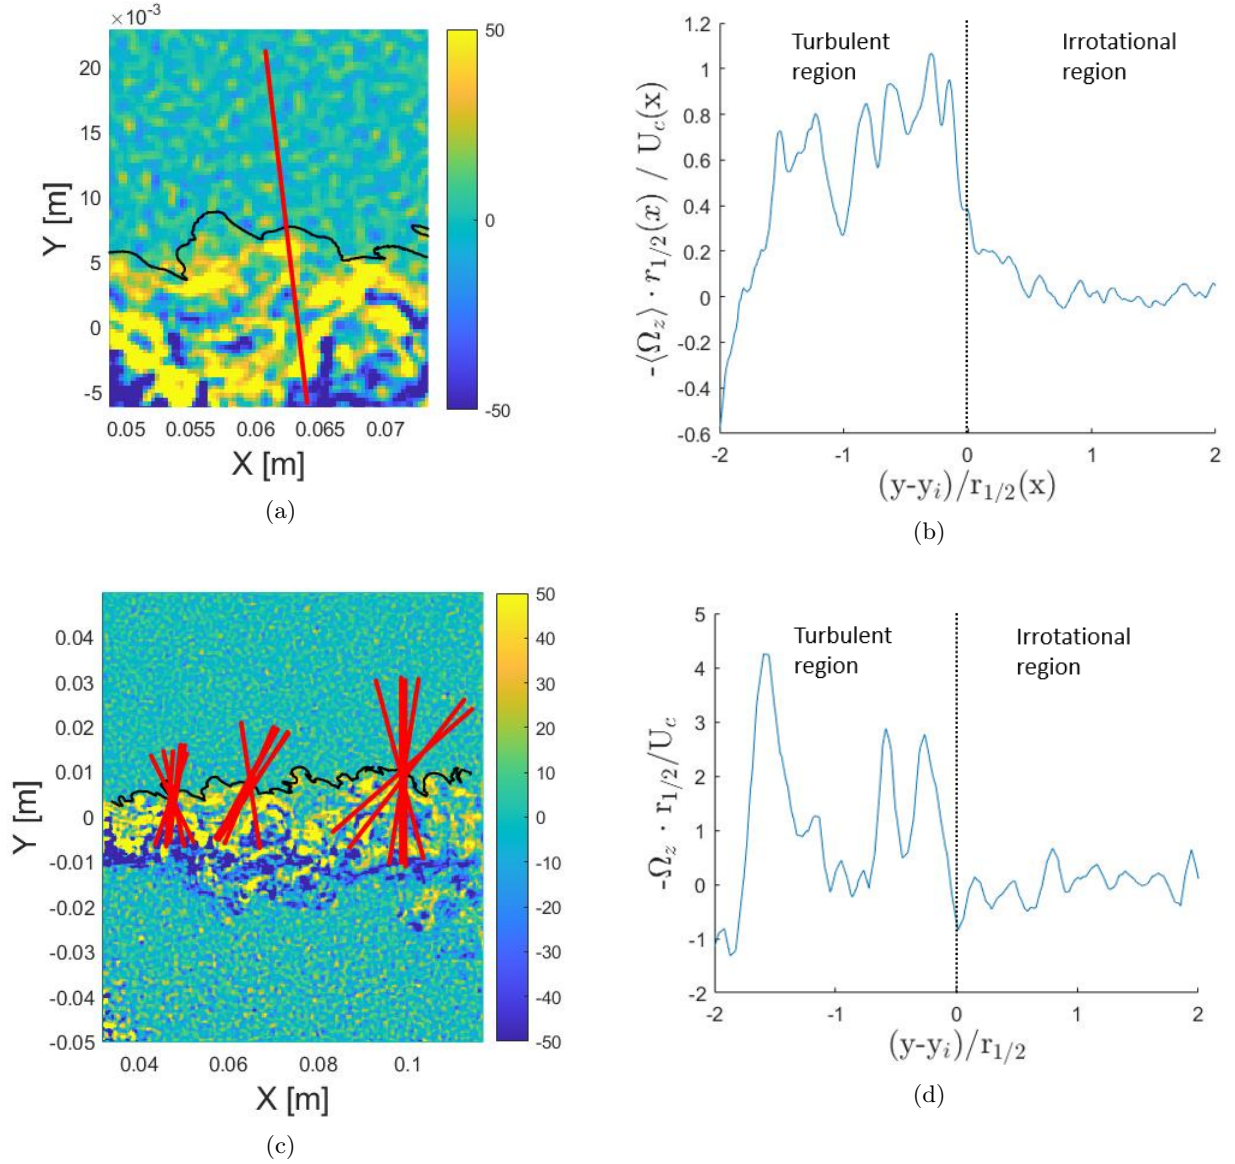 ×10⁻³
20
15
10
5
0
-5
Y [m]
0.05 0.055 0.06 0.065 0.07
X [m]
50
0
-50
(a)
1.2
1
0.8
0.6
0.4
0.2
0
-0.2
-0.4
-0.6
-⟨Ω_z⟩ · r_{1/2}(x) / U_c(x)
Turbulent
region
Irrotational
region
-2 -1 0 1 2
(y-y_i)/r_{1/2}(x)
(b)
0.04
0.03
0.02
0.01
0
-0.01
-0.02
-0.03
-0.04
-0.05
Y [m]
0.04 0.06 0.08 0.1
X [m]
50
40
30
20
10
0
-10
-20
-30
-40
-50
(c)
5
4
3
2
1
0
-1
-2
-Ω_z · r_{1/2}/U_c
Turbulent
region
Irrotational
region
-2 -1 0 1 2
(y-y_i)/r_{1/2}
(d)